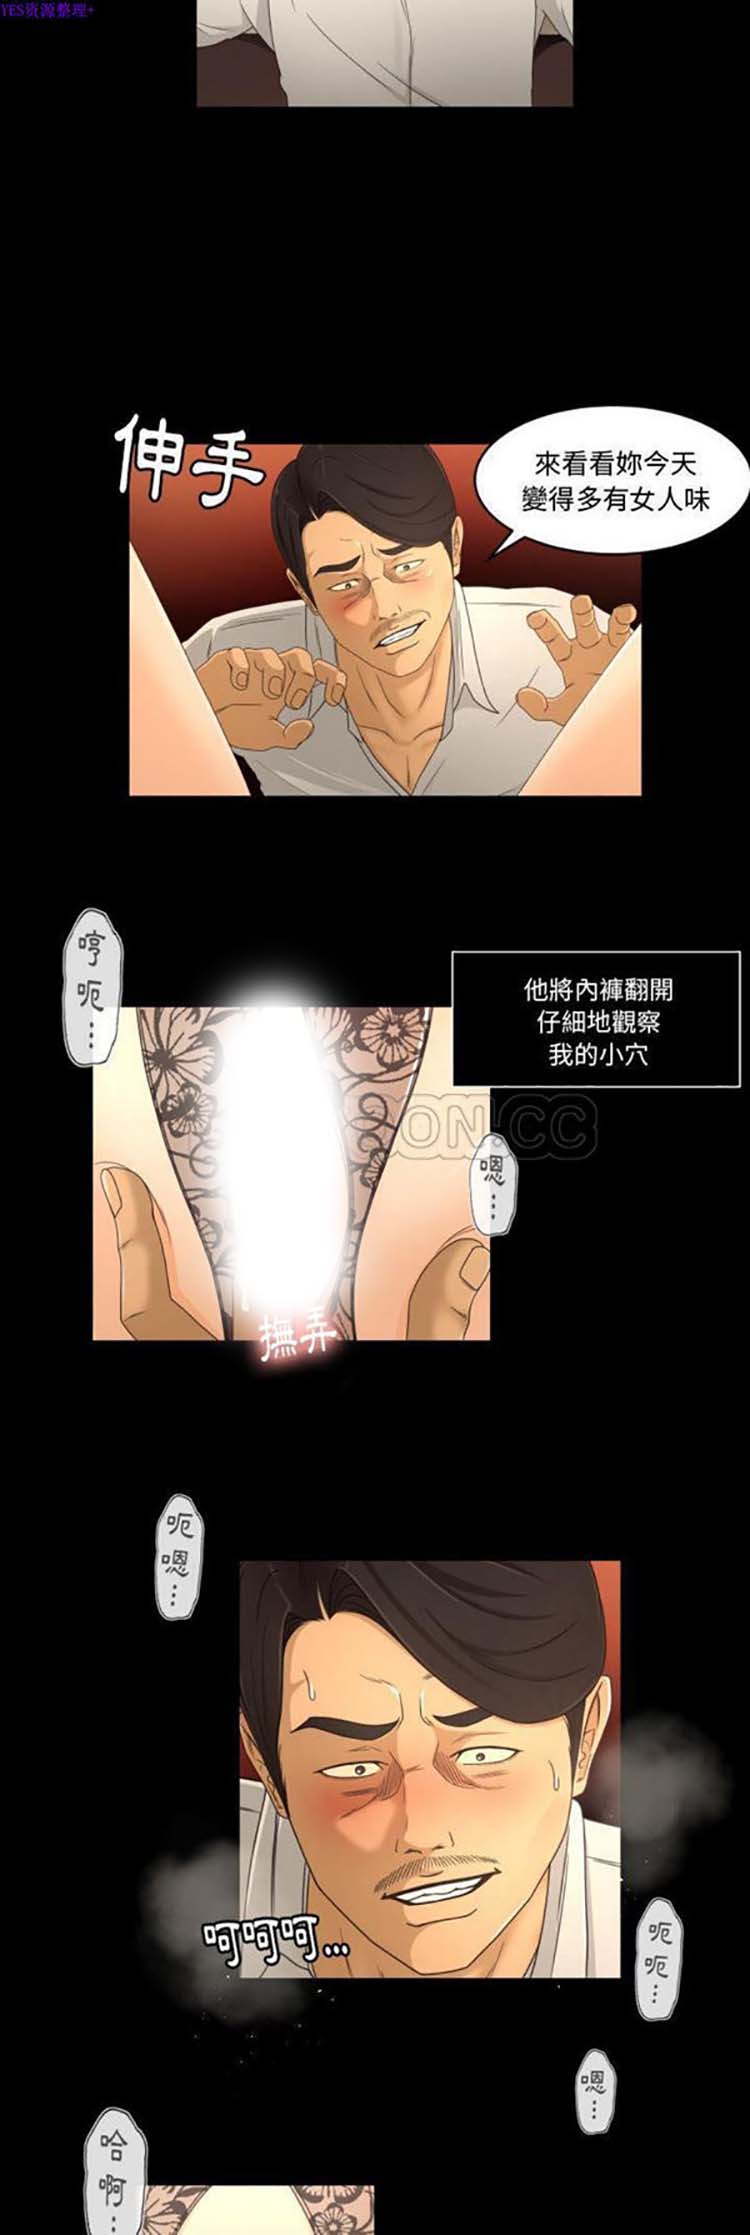 YES资源整理+
伸手
來看看妳今天
變得多有女人味
哼
呃…
他將內褲翻開
仔細地觀察
我的小穴
ON:CC
嗯…
撫弄
呃
嗯…
呵呵呵…
呃
呃…
嗯…
哈
啊…